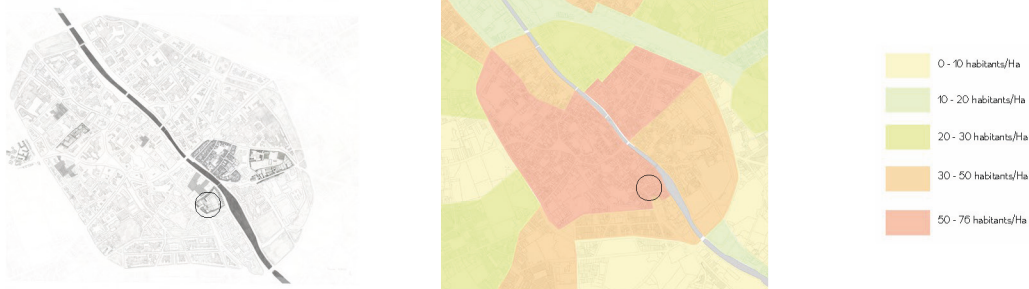 0 - 10 habitants/Ha
10 - 20 habitants/Ha
20 - 30 habitants/Ha
30 - 50 habitants/Ha
50 - 76 habitants/Ha